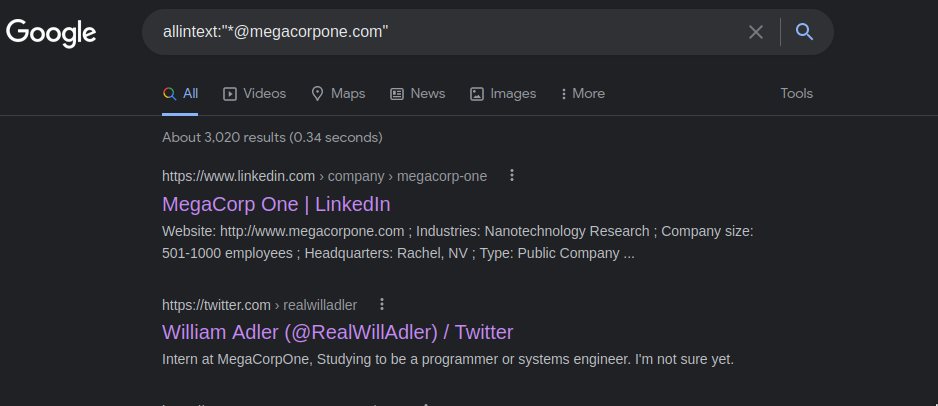 Google
allintext:"*@megacorpone.com"
All Videos Maps News Images More Tools
About 3,020 results (0.34 seconds)
https://www.linkedin.com › company › megacorp-one
MegaCorp One | LinkedIn
Website: http://www.megacorpone.com ; Industries: Nanotechnology Research ; Company size:
501-1000 employees ; Headquarters: Rachel, NV ; Type: Public Company ...
https://twitter.com › realwilladler
William Adler (@RealWillAdler) / Twitter
Intern at MegaCorpOne, Studying to be a programmer or systems engineer. I'm not sure yet.